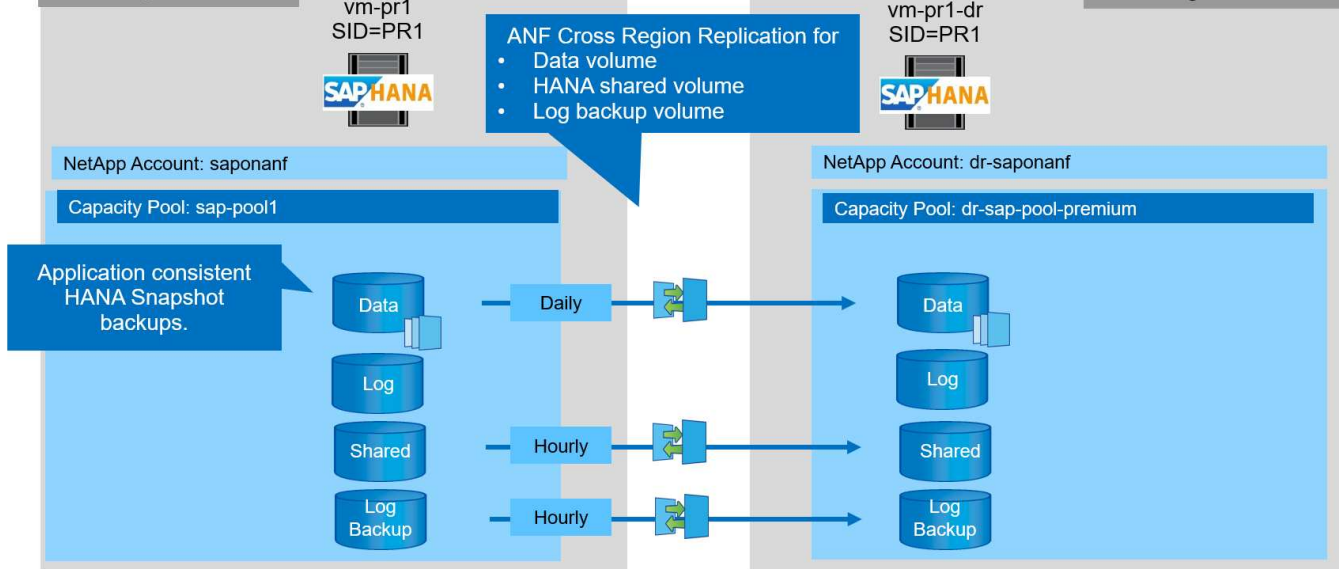 vm-pr1
SID=PR1
SAP HANA
ANF Cross Region Replication for
• Data volume
• HANA shared volume
• Log backup volume
vm-pr1-dr
SID=PR1
SAP HANA
NetApp Account: saponanf
NetApp Account: dr-saponanf
Capacity Pool: sap-pool1
Capacity Pool: dr-sap-pool-premium
Application consistent
HANA Snapshot
backups.
Data
Daily
Data
Log
Log
Shared
Hourly
Shared
Log
Backup
Hourly
Log
Backup